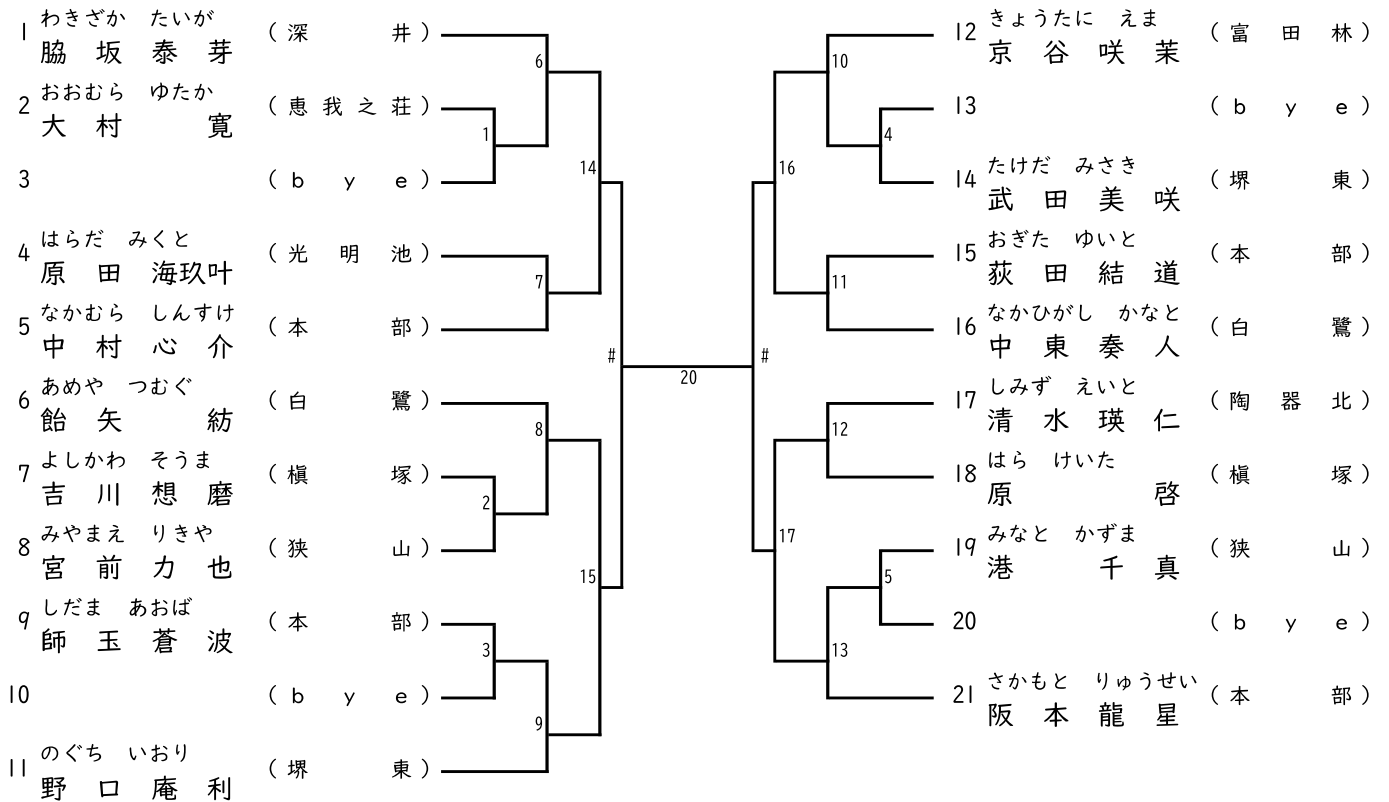 わきざか たいが
1 脇坂泰芽 (深井)
おおむら ゆたか
2 大村寛 (恵我之荘)
3 (bye)
はらだ みくと
4 原田海玖叶 (光明池)
なかむら しんすけ
5 中村心介 (本部)
あめや つむぐ
6 飴矢紡 (白鷺)
よしかわ そうま
7 吉川想磨 (槇塚)
みやまえ りきや
8 宮前力也 (狭山)
しだま あおば
9 師玉蒼波 (本部)
10 (bye)
のぐち いおり
11 野口庵利 (堺東)
6
1
14
7
#
8
2
15
3
9
20
きょうたに えま
12 京谷咲茉 (富田林)
13 (bye)
たけだ みさき
14 武田美咲 (堺東)
おぎた ゆいと
15 荻田結道 (本部)
なかひがし かなと
16 中東奏人 (白鷺)
しみず えいと
17 清水瑛仁 (陶器北)
はら けいた
18 原啓 (槇塚)
みなと かずま
19 港千真 (狭山)
20 (bye)
さかもと りゅうせい
21 阪本龍星 (本部)
10
4
16
11
#
12
17
5
13